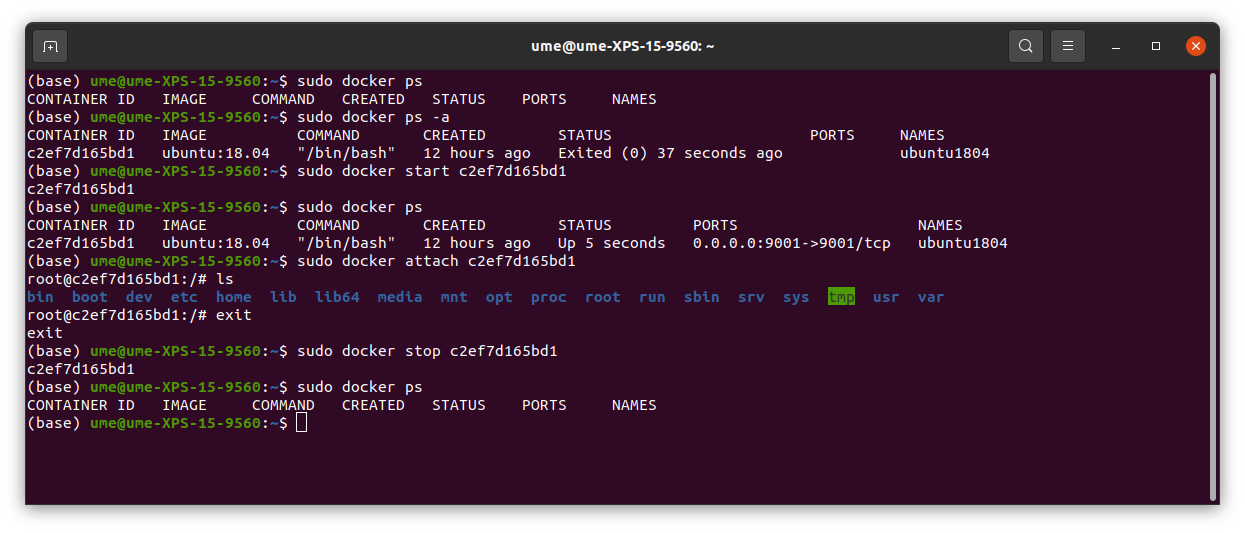 ume@ume-XPS-15-9560: ~
(base) ume@ume-XPS-15-9560:~$ sudo docker ps
CONTAINER ID   IMAGE     COMMAND   CREATED   STATUS    PORTS     NAMES
(base) ume@ume-XPS-15-9560:~$ sudo docker ps -a
CONTAINER ID   IMAGE          COMMAND       CREATED        STATUS                      PORTS     NAMES
c2ef7d165bd1   ubuntu:18.04   "/bin/bash"   12 hours ago   Exited (0) 37 seconds ago             ubuntu1804
(base) ume@ume-XPS-15-9560:~$ sudo docker start c2ef7d165bd1
c2ef7d165bd1
(base) ume@ume-XPS-15-9560:~$ sudo docker ps
CONTAINER ID   IMAGE          COMMAND       CREATED        STATUS         PORTS                    NAMES
c2ef7d165bd1   ubuntu:18.04   "/bin/bash"   12 hours ago   Up 5 seconds   0.0.0.0:9001->9001/tcp   ubuntu1804
(base) ume@ume-XPS-15-9560:~$ sudo docker attach c2ef7d165bd1
root@c2ef7d165bd1:/# ls
bin  boot  dev  etc  home  lib  lib64  media  mnt  opt  proc  root  run  sbin  srv  sys  tmp  usr  var
root@c2ef7d165bd1:/# exit
exit
(base) ume@ume-XPS-15-9560:~$ sudo docker stop c2ef7d165bd1
c2ef7d165bd1
(base) ume@ume-XPS-15-9560:~$ sudo docker ps
CONTAINER ID   IMAGE     COMMAND   CREATED   STATUS    PORTS     NAMES
(base) ume@ume-XPS-15-9560:~$